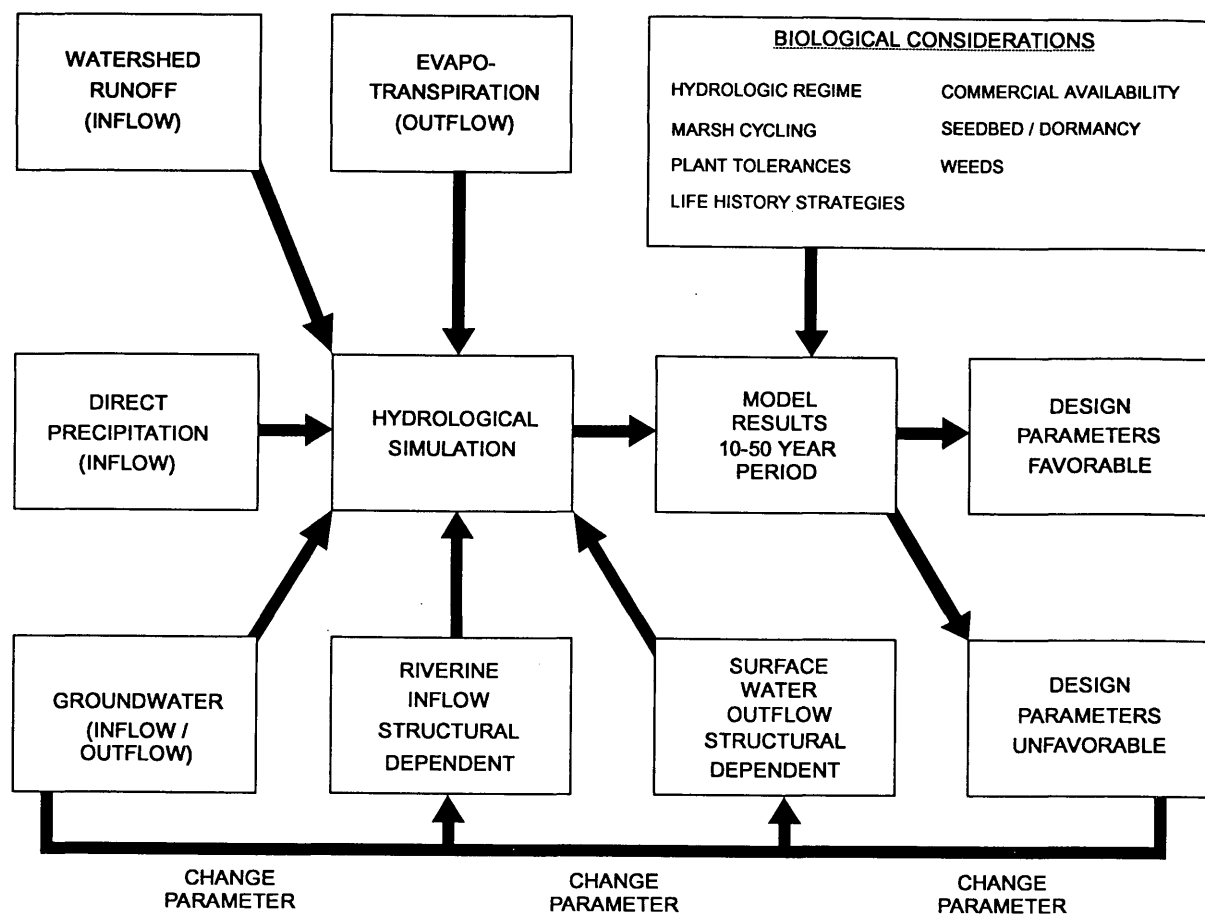 WATERSHED
RUNOFF
(INFLOW)
EVAPO-
TRANSPIRATION
(OUTFLOW)
BIOLOGICAL CONSIDERATIONS
HYDROLOGIC REGIME
MARSH CYCLING
PLANT TOLERANCES
LIFE HISTORY STRATEGIES
COMMERCIAL AVAILABILITY
SEEDBED / DORMANCY
WEEDS
DIRECT
PRECIPITATION
(INFLOW)
HYDROLOGICAL
SIMULATION
MODEL
RESULTS
10-50 YEAR
PERIOD
DESIGN
PARAMETERS
FAVORABLE
GROUNDWATER
(INFLOW /
OUTFLOW)
RIVERINE
INFLOW
STRUCTURAL
DEPENDENT
SURFACE
WATER
OUTFLOW
STRUCTURAL
DEPENDENT
DESIGN
PARAMETERS
UNFAVORABLE
CHANGE
PARAMETER
CHANGE
PARAMETER
CHANGE
PARAMETER